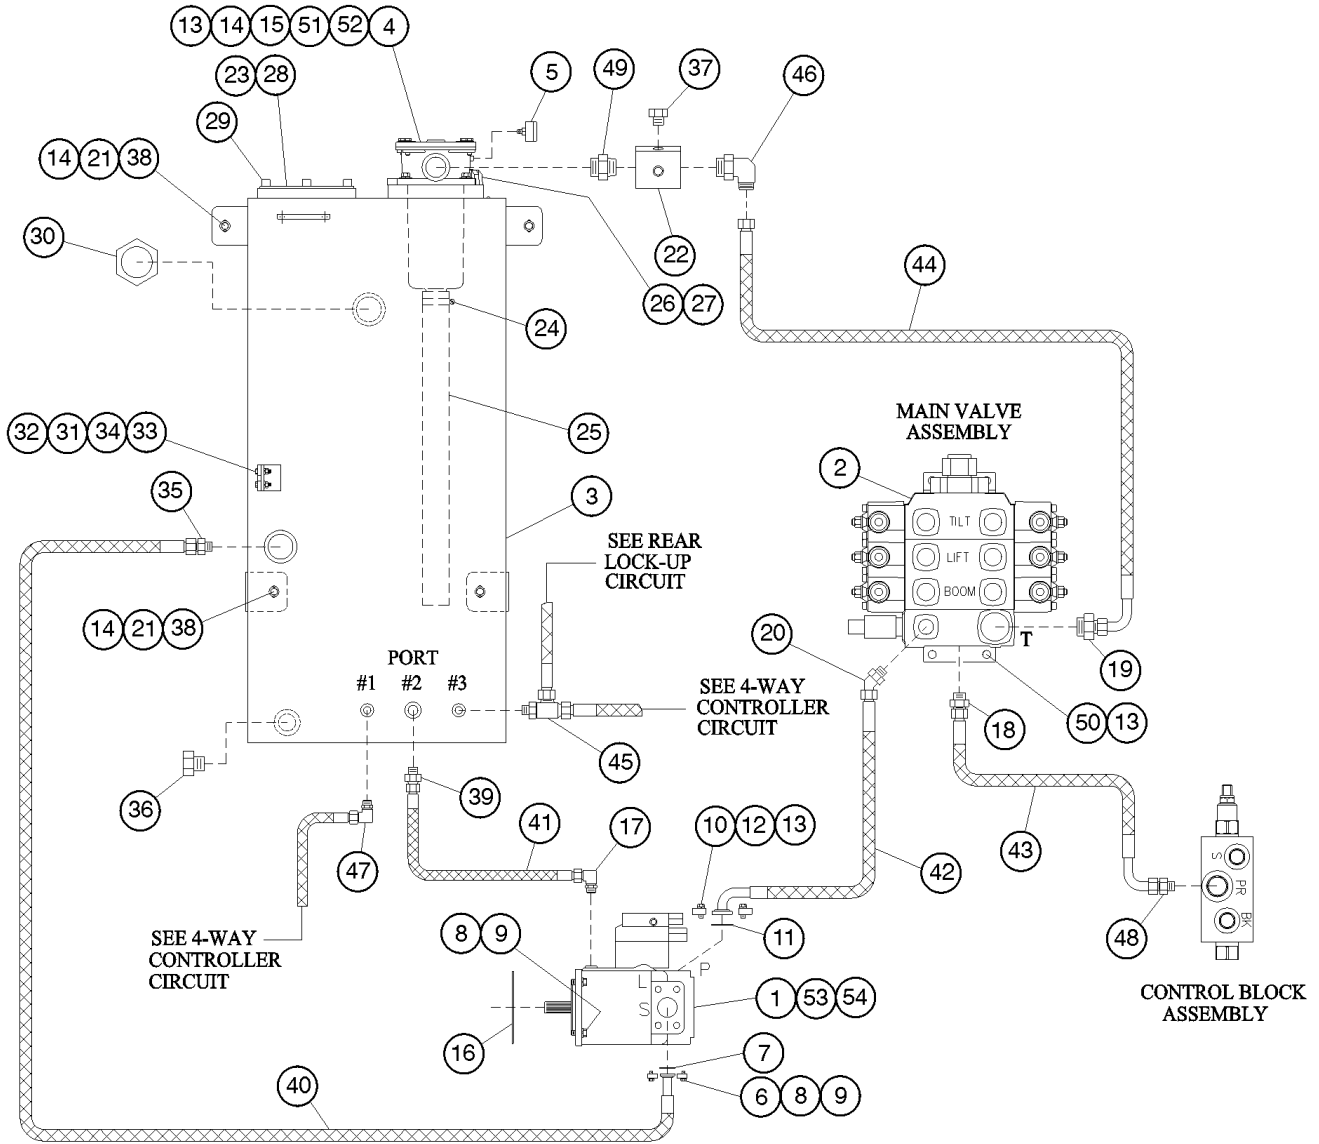 13 14 15 51 52 4
23 28
5
49
37
46
29
14 21 38
30
22
44
26 27
24
MAIN VALVE
ASSEMBLY
32 31 34 33
25
2
35
3
TILT
SEE REAR
LOCK-UP
CIRCUIT
LIFT
BOOM
14 21 38
20
T
19
PORT
#1 #2 #3
SEE 4-WAY
CONTROLLER
CIRCUIT
18
50 13
45
36
39
41
17
10 12 13
43
42
47
S
PR
BK
8 9
11
48
SEE 4-WAY
CONTROLLER
CIRCUIT
P
L
S
1 53 54
CONTROL BLOCK
ASSEMBLY
16
7
40
6 8 9